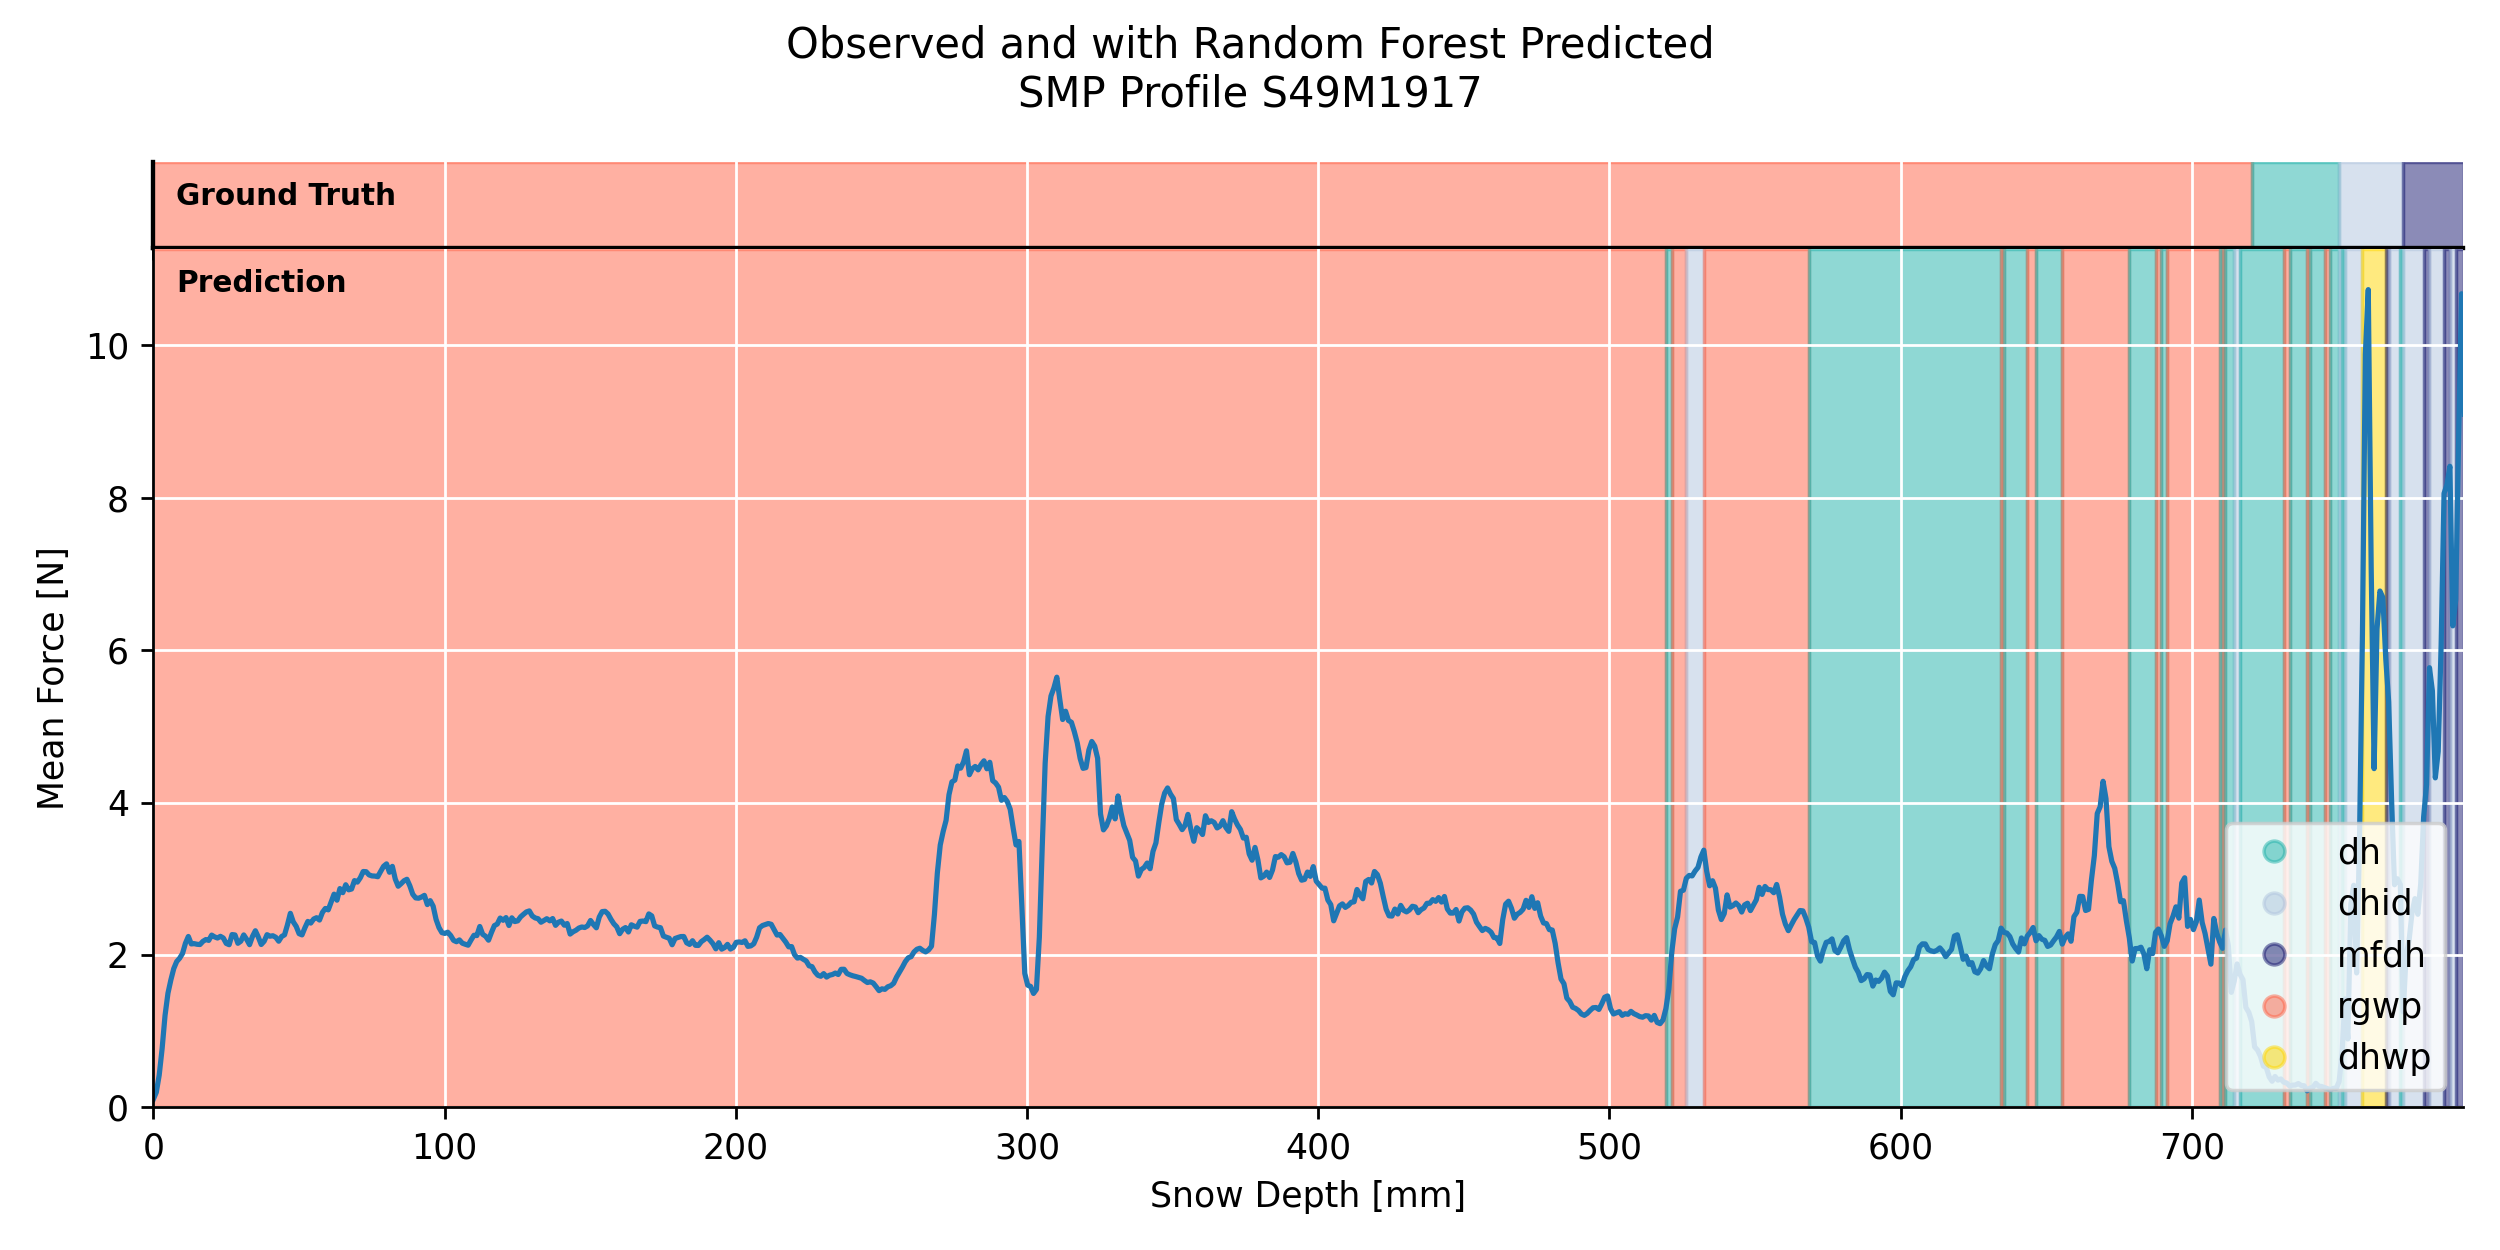 Observed and with Random Forest Predicted
SMP Profile S49M1917
Ground Truth
Prediction
10
8
6
4
2
0
Mean Force [N]
0 100 200 300 400 500 600 700
Snow Depth [mm]
dh
dhid
mfdh
rgwp
dhwp